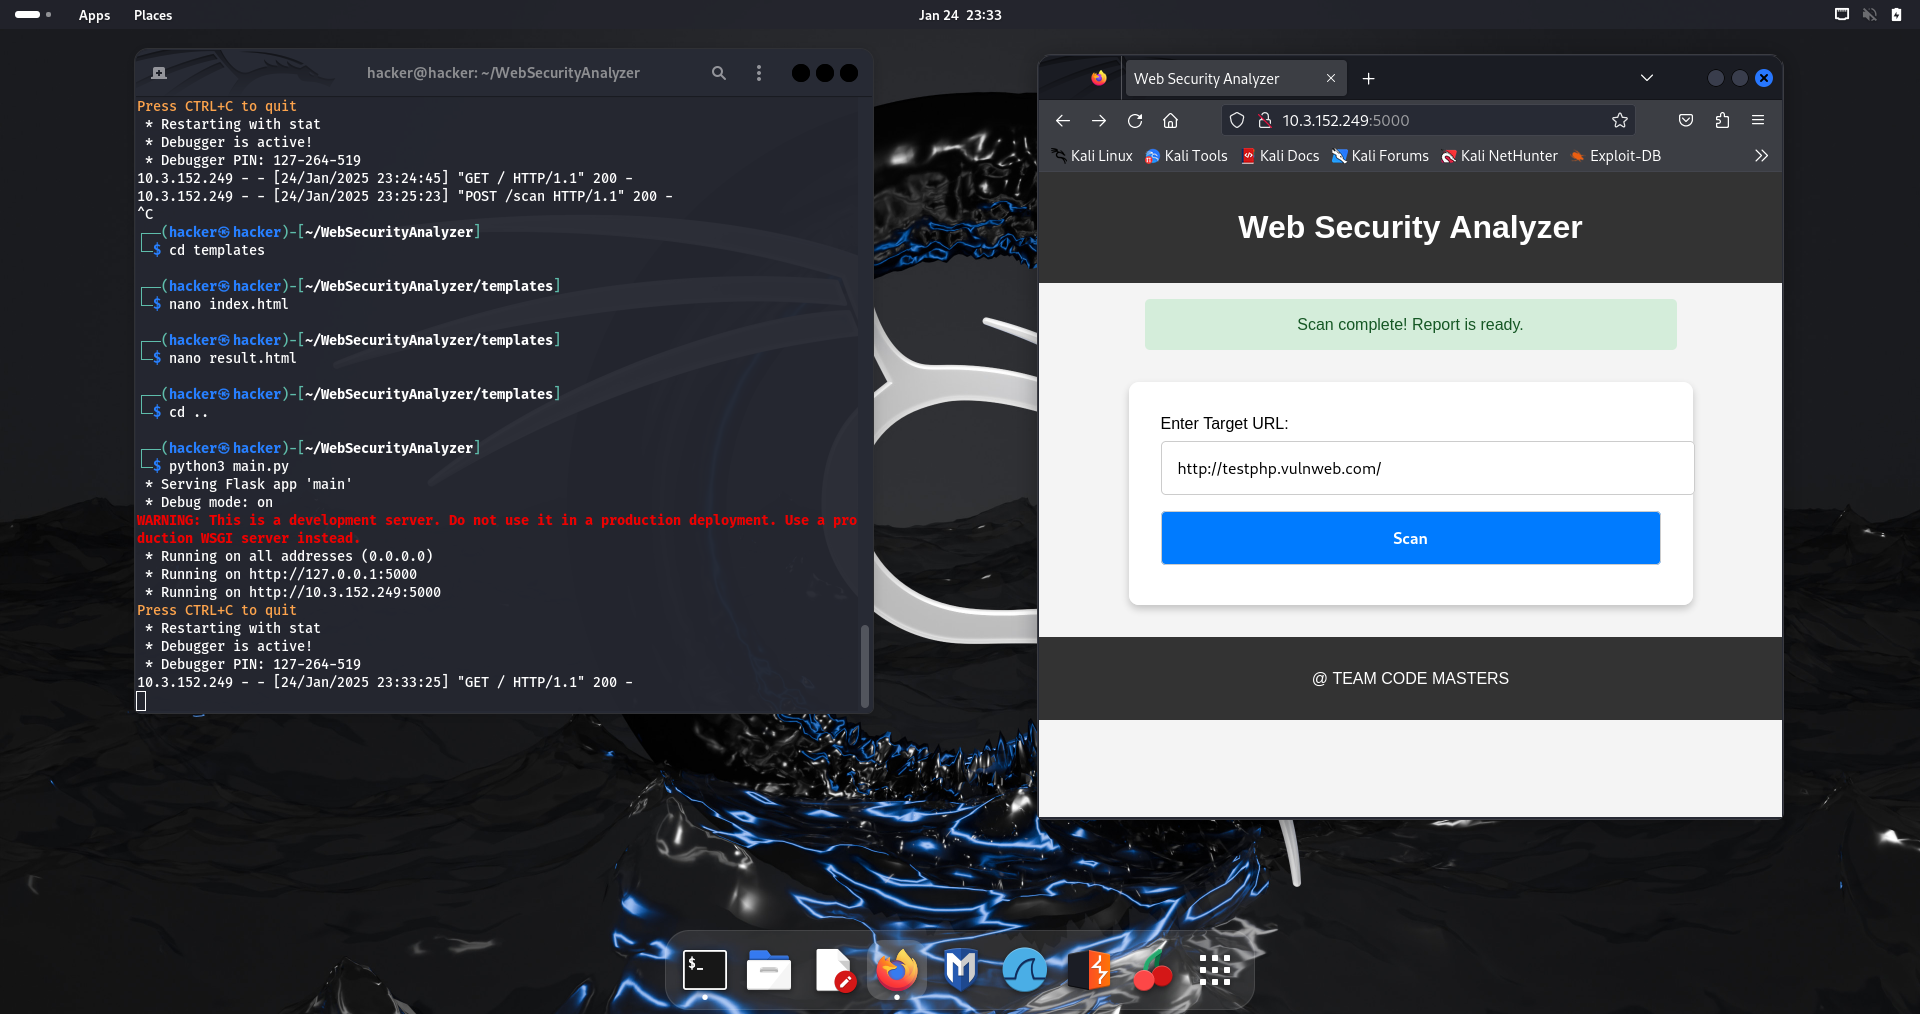 Apps Places Jan 24 23:33
hacker@hacker: ~/WebSecurityAnalyzer
Press CTRL+C to quit
* Restarting with stat
* Debugger is active!
* Debugger PIN: 127-264-519
10.3.152.249 - - [24/Jan/2025 23:24:45] "GET / HTTP/1.1" 200 -
10.3.152.249 - - [24/Jan/2025 23:25:23] "POST /scan HTTP/1.1" 200 -
^C
┌──(hacker㉿hacker)-[~/WebSecurityAnalyzer]
└─$ cd templates
┌──(hacker㉿hacker)-[~/WebSecurityAnalyzer/templates]
└─$ nano index.html
┌──(hacker㉿hacker)-[~/WebSecurityAnalyzer/templates]
└─$ nano result.html
┌──(hacker㉿hacker)-[~/WebSecurityAnalyzer/templates]
└─$ cd ..
┌──(hacker㉿hacker)-[~/WebSecurityAnalyzer]
└─$ python3 main.py
* Serving Flask app 'main'
* Debug mode: on
WARNING: This is a development server. Do not use it in a production deployment. Use a pro
duction WSGI server instead.
* Running on all addresses (0.0.0.0)
* Running on http://127.0.0.1:5000
* Running on http://10.3.152.249:5000
Press CTRL+C to quit
* Restarting with stat
* Debugger is active!
* Debugger PIN: 127-264-519
10.3.152.249 - - [24/Jan/2025 23:33:25] "GET / HTTP/1.1" 200 -
Web Security Analyzer
10.3.152.249:5000
Kali Linux Kali Tools Kali Docs Kali Forums Kali NetHunter Exploit-DB
Web Security Analyzer
Scan complete! Report is ready.
Enter Target URL:
http://testphp.vulnweb.com/
Scan
@ TEAM CODE MASTERS
$_